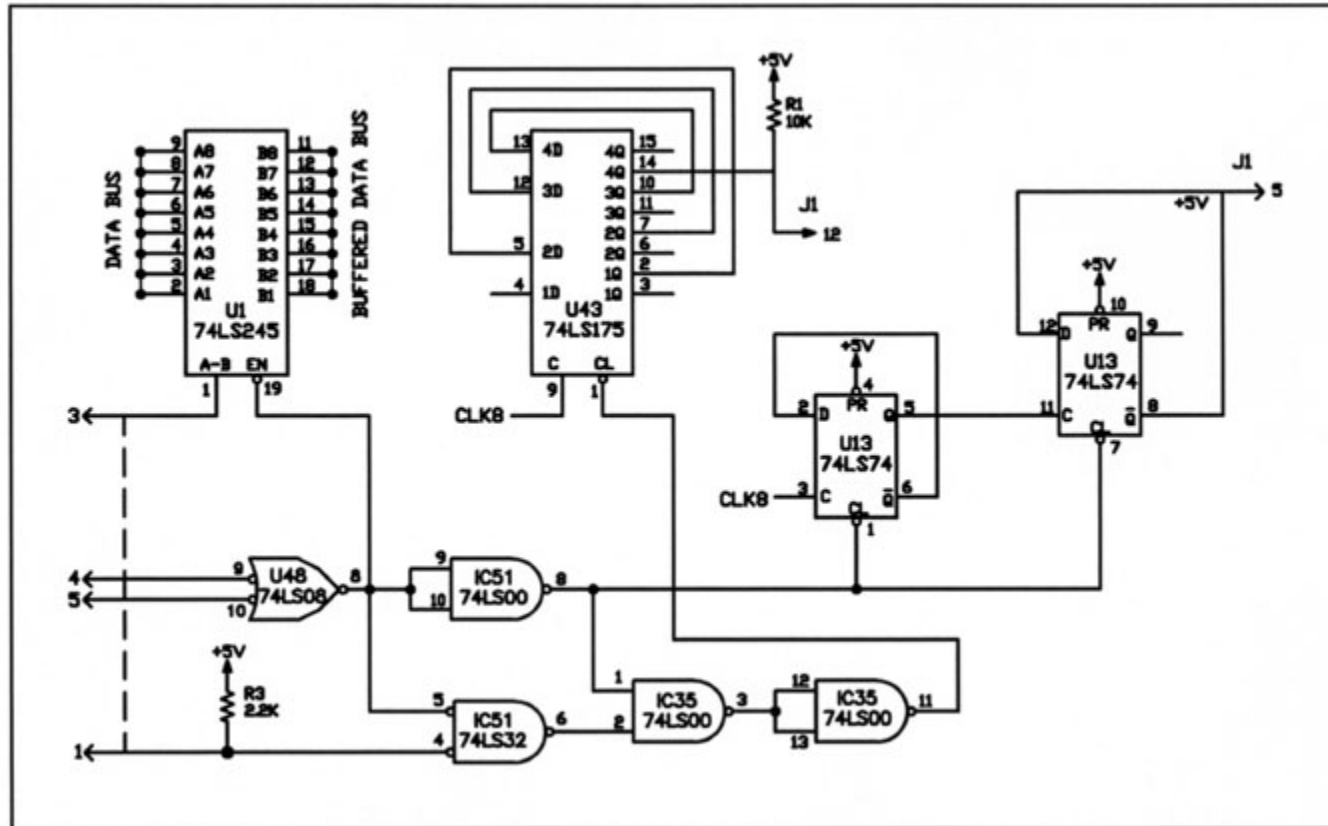 DATA BUS
9 A8 B8 11
8 A7 B7 12
7 A6 B6 13
6 A5 B5 14
5 A4 B4 15
4 A3 B3 16
3 A2 B2 17
2 A1 B1 18
U1
74LS245
A-B EN
1 19
BUFFERED DATA BUS
13 4D 4Q 15
4Q 14
12 3D 3Q 10
3Q 11
2Q 7
5 2D 2Q 6
1Q 2
4 1D 1Q 3
U43
74LS175
C CL
9 1
CLK8
+5V
R1
10K
J1
12
J1
5
+5V
+5V
10
PR
12 D Q 9
U13
74LS74
11 C Q̅ 8
CL
7
+5V
4
PR
2 D Q 5
U13
74LS74
CLK8 3 C Q̅ 6
CL
1
3
4
5
9
10
U48
74LS08
8
9
10
IC51
74LS00
8
+5V
R3
2.2K
1
5
4
IC51
74LS32
6
1
2
IC35
74LS00
3
12
13
IC35
74LS00
11